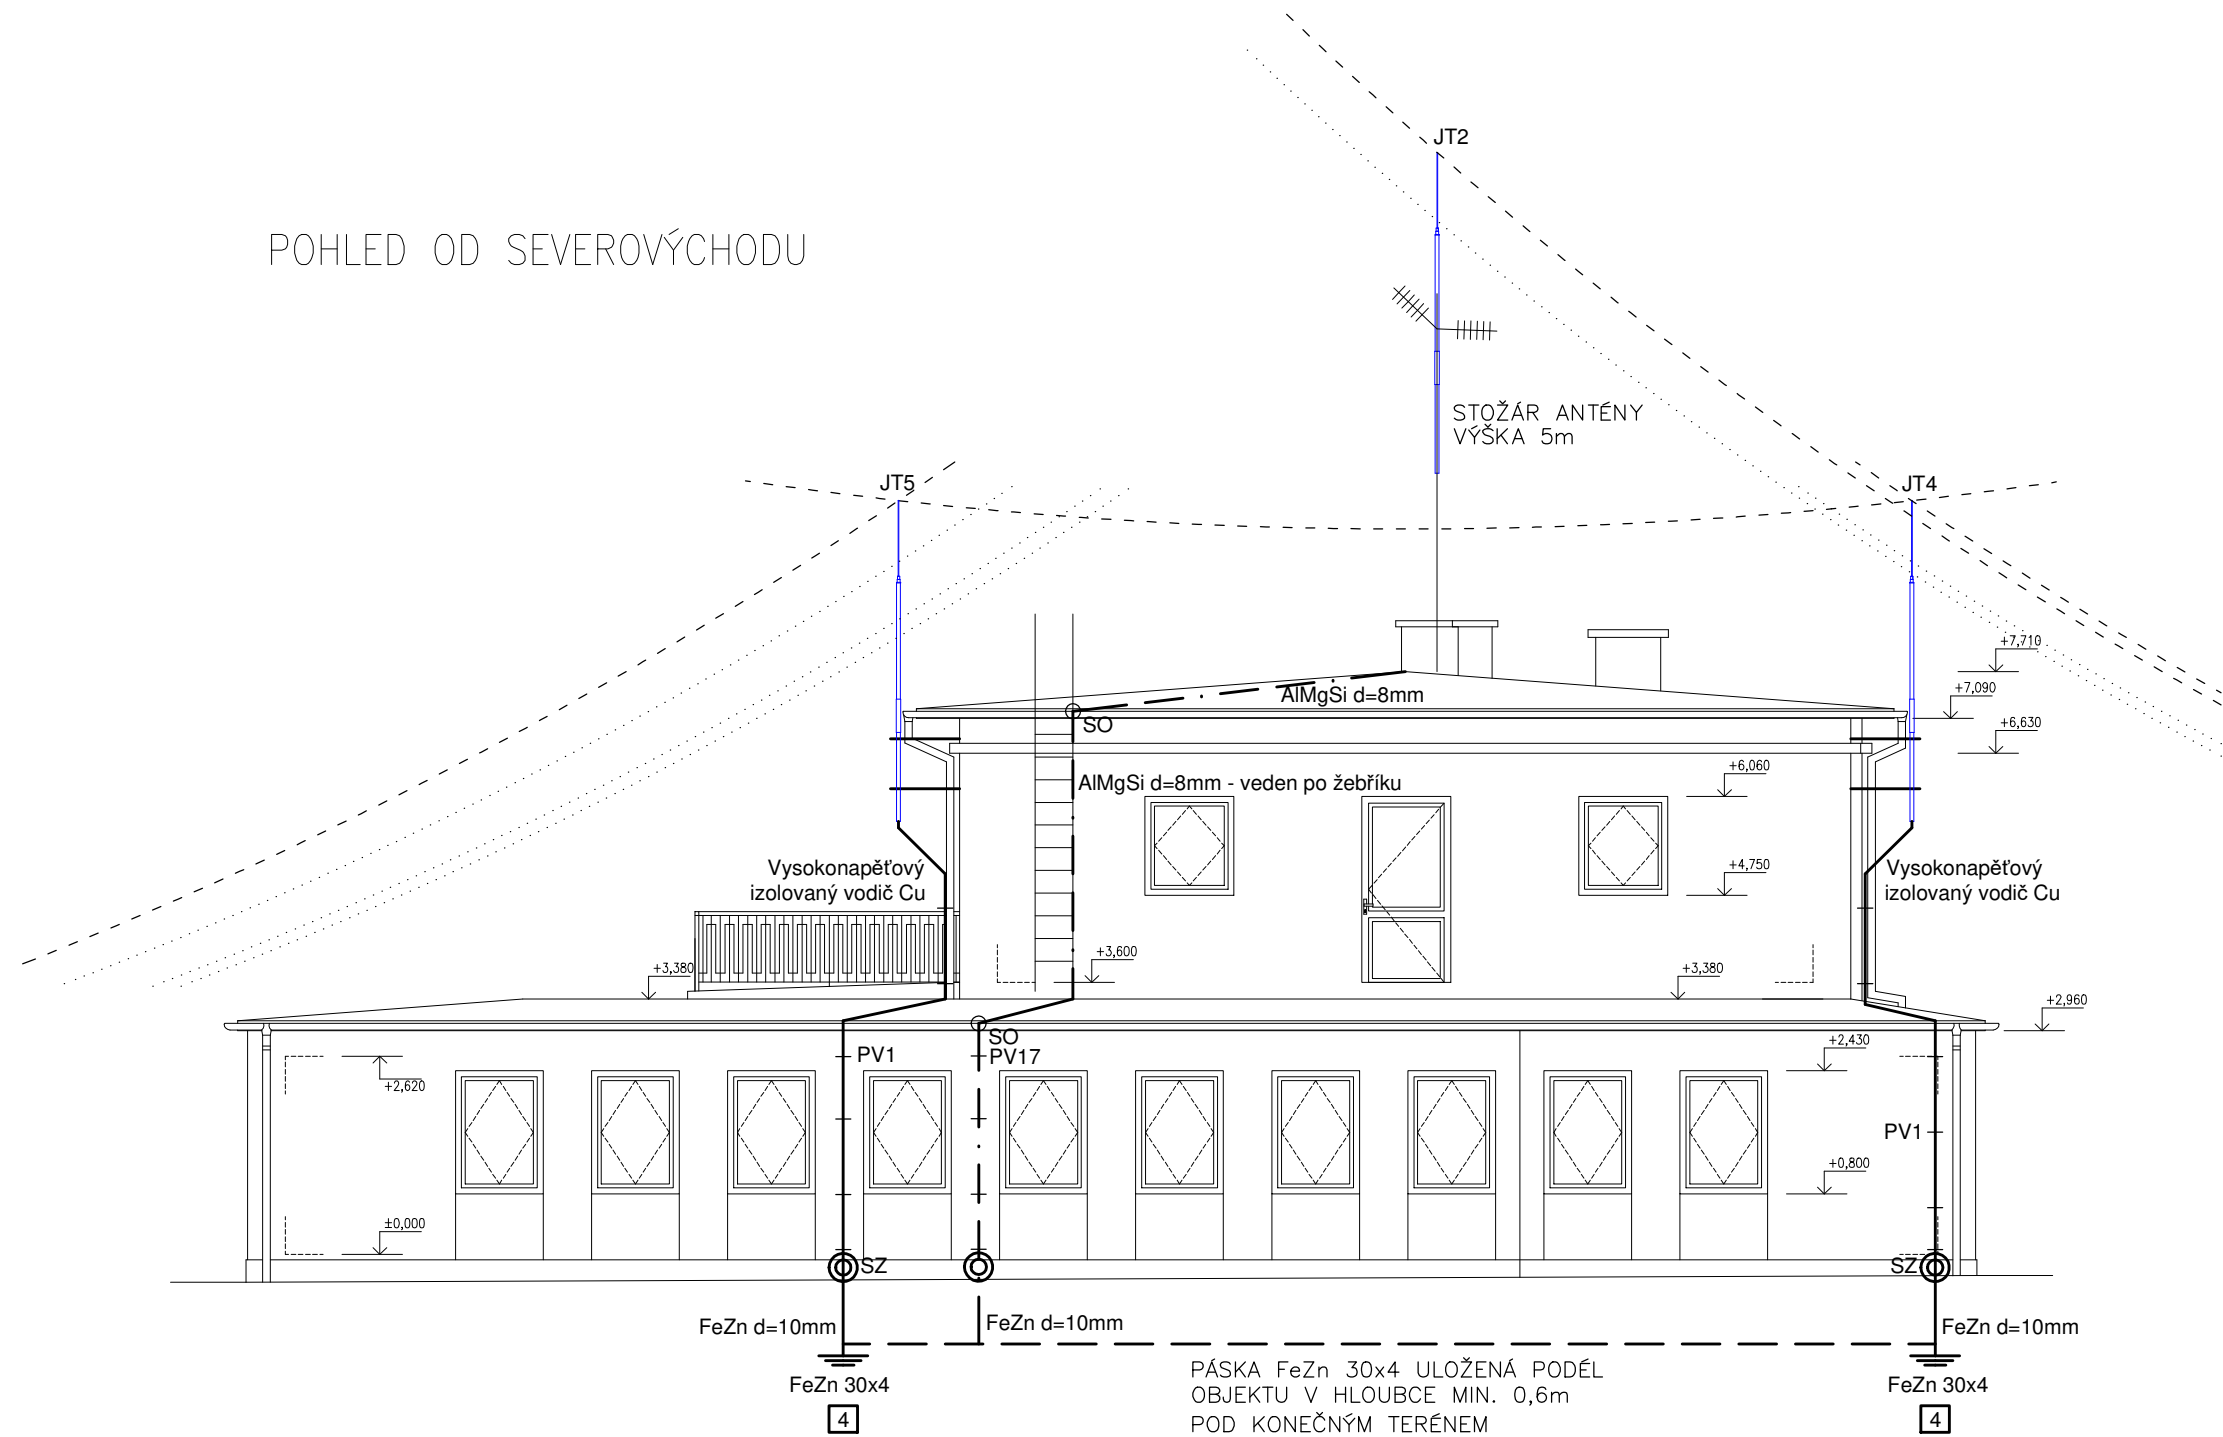 JT2
POHLED OD SEVEROVÝCHODU
STOŽÁR ANTÉNY
VÝŠKA 5m
JT5
JT4
+7,710
+7,090
+6,630
AlMgSi d=8mm
SO
+6,060
AlMgSi d=8mm - veden po žebříku
Vysokonapěťový
izolovaný vodič Cu
+4,750
Vysokonapěťový
izolovaný vodič Cu
+3,600
+3,380
+3,380
+2,960
SO
PV1
PV17
+2,430
+2,620
PV1
+0,800
±0,000
SZ
SZ
FeZn d=10mm
FeZn d=10mm
FeZn d=10mm
PÁSKA FeZn 30x4 ULOŽENÁ PODÉL
OBJEKTU V HLOUBCE MIN. 0,6m
POD KONEČNÝM TERÉNEM
FeZn 30x4
FeZn 30x4
4
4